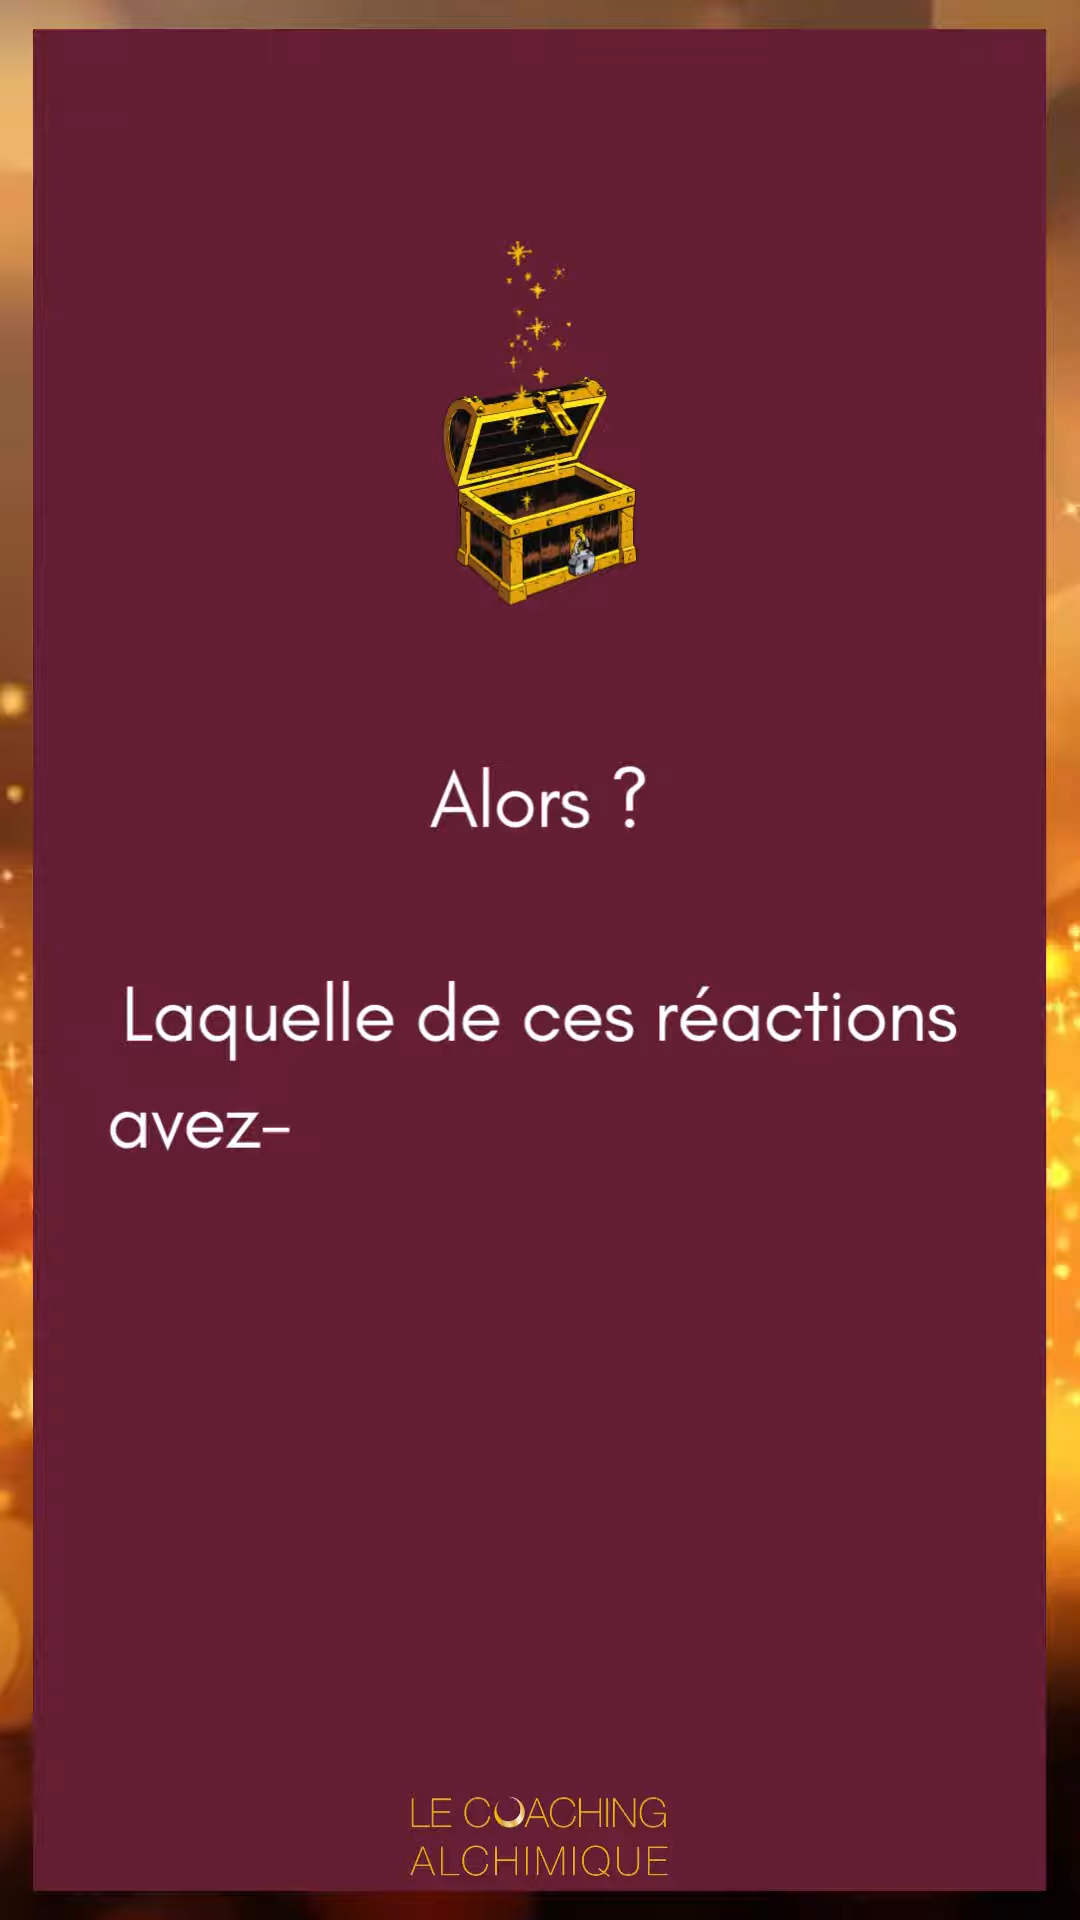 Alors ?
Laquelle de ces réactions
avez-
LE COACHING
ALCHIMIQUE